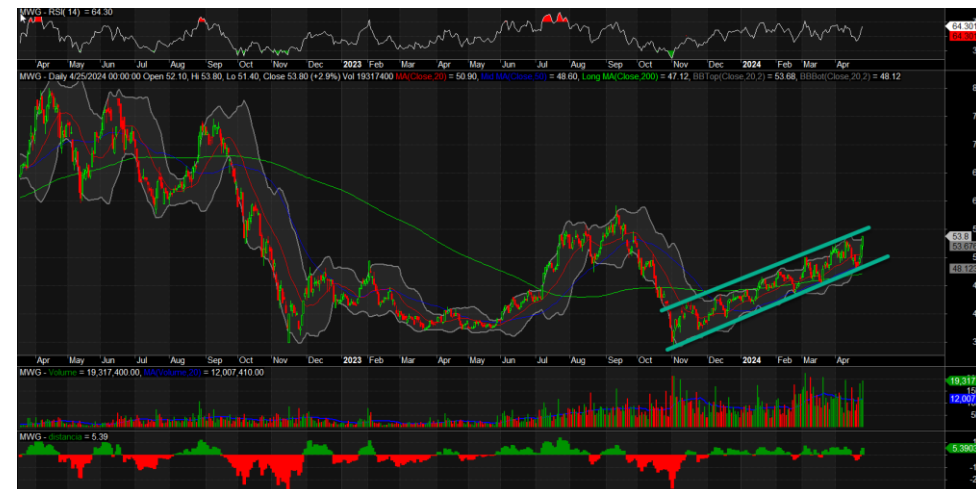 MWG - RSI( 14) = 64.30
64.301
64.301
Apr May Jun Jul Aug Sep Oct Nov Dec 2023 Feb Mar Apr May Jun Jul Aug Sep Oct Nov Dec 2024 Feb Mar Apr
MWG - Daily 4/25/2024 00:00:00 Open 52.10, Hi 53.80, Lo 51.40, Close 53.80 (+2.9%) Vol 19317400 MA(Close,20) = 50.90, Mid MA(Close,50) = 48.60, Long MA(Close,200) = 47.12, BBTop(Close,20,2) = 53.68, BBBot(Close,20,2) = 48.12
53.8
53.676
48.123
Apr May Jun Jul Aug Sep Oct Nov Dec 2023 Feb Mar Apr May Jun Jul Aug Sep Oct Nov Dec 2024 Feb Mar Apr
MWG - Volume = 19,317,400.00, MA(Volume,20) = 12,007,410.00
19,317
12,007
MWG - distancia = 5.39
5.3903